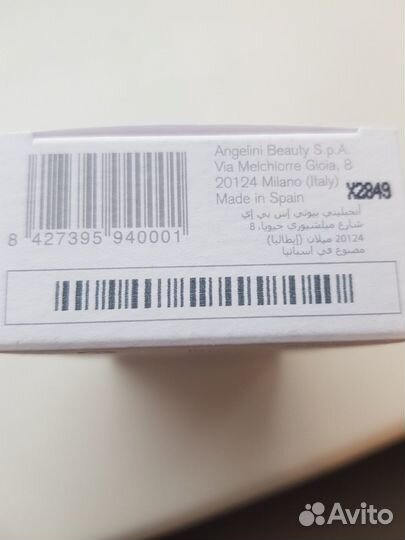 Angelini Beauty S.p.A.
Via Melchiorre Gioia, 8
20124 Milano (Italy)
Made in Spain
X2849
أنجيليني بيوتي إس بي إي
شارع ميلشيوري جيويا، 8
20124 ميلان (إيطاليا)
مصنوع في أسبانيا
8 427395 940001
Avito